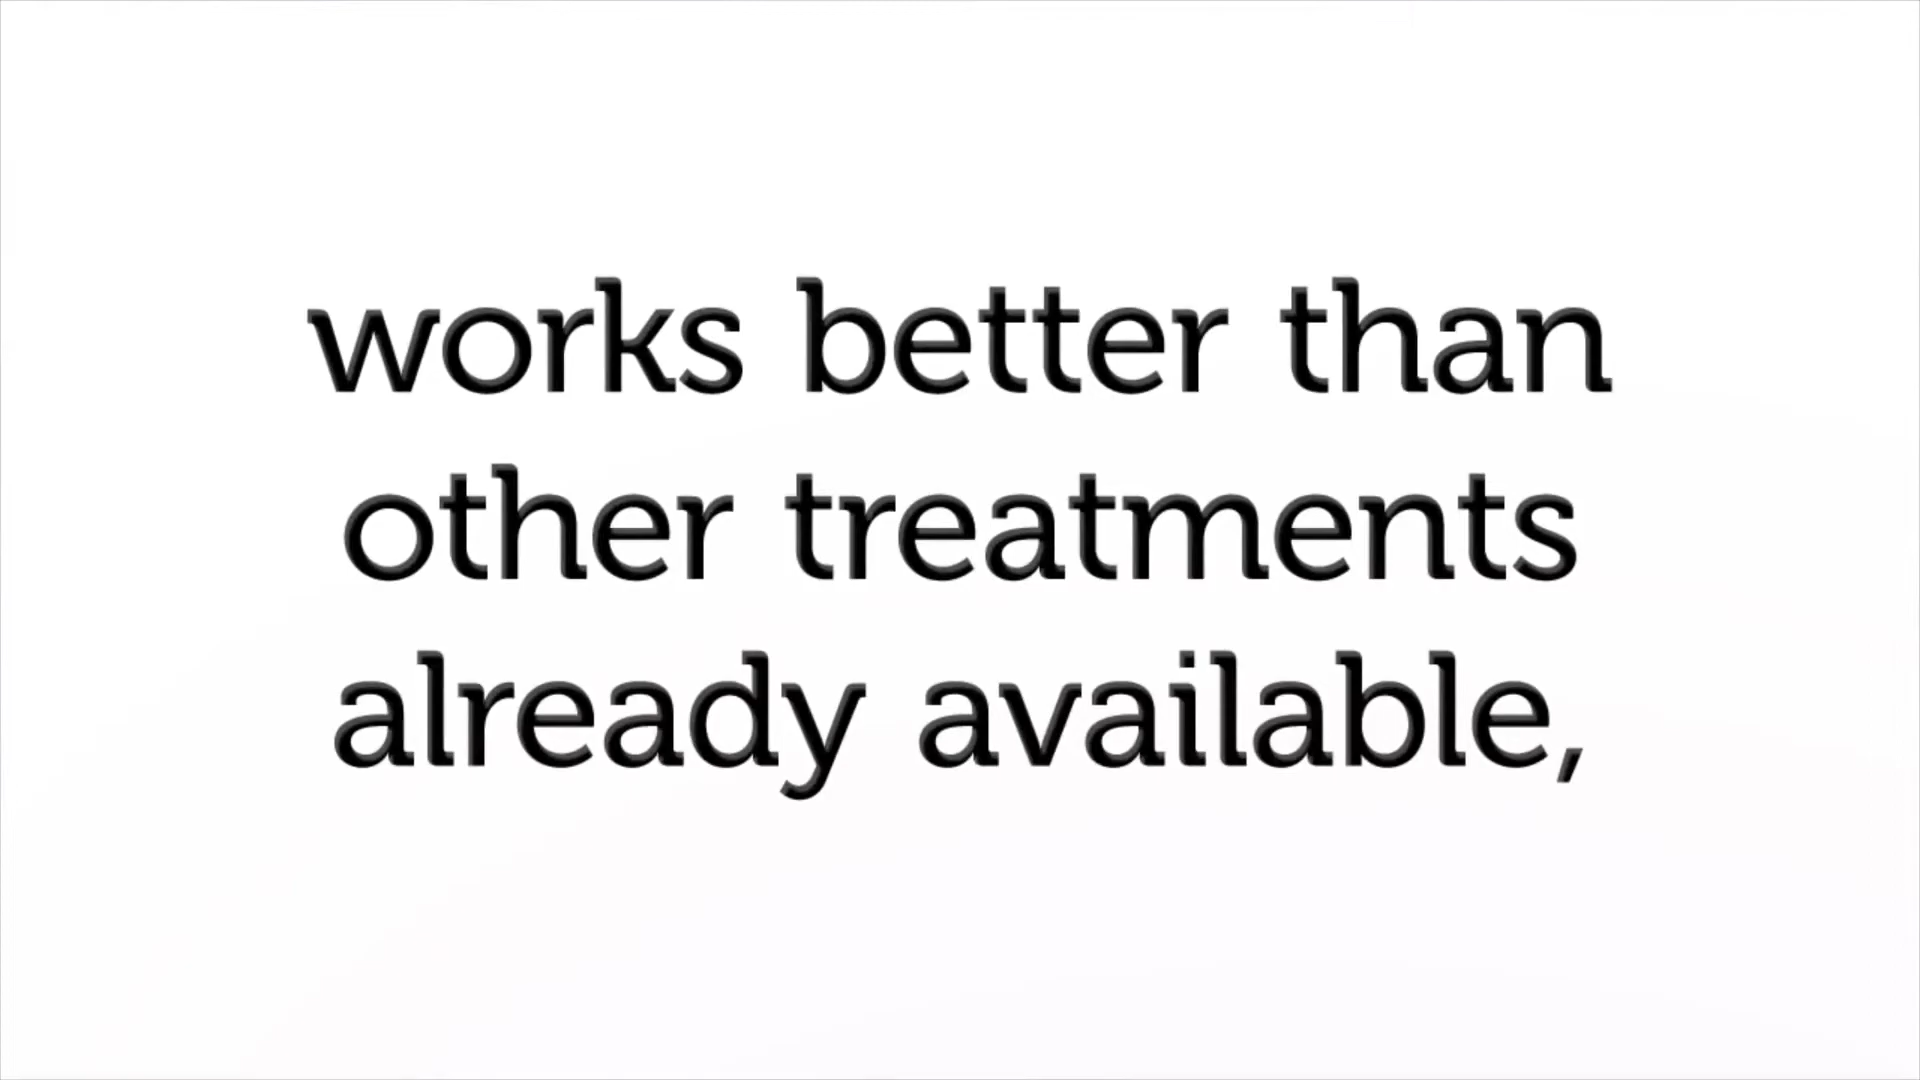 works better than
other treatments
already available,